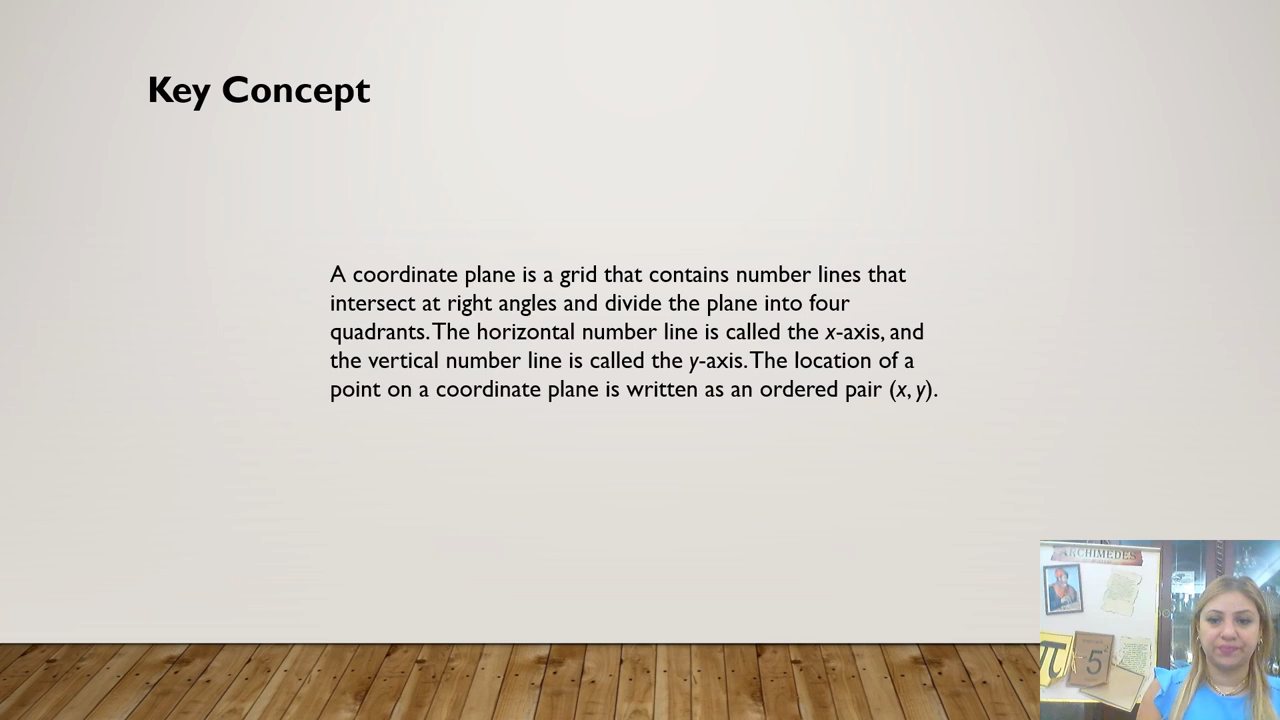 Key Concept
A coordinate plane is a grid that contains number lines that
intersect at right angles and divide the plane into four
quadrants. The horizontal number line is called the x-axis, and
the vertical number line is called the y-axis. The location of a
point on a coordinate plane is written as an ordered pair (x, y).
ARCHIMEDES
π
5